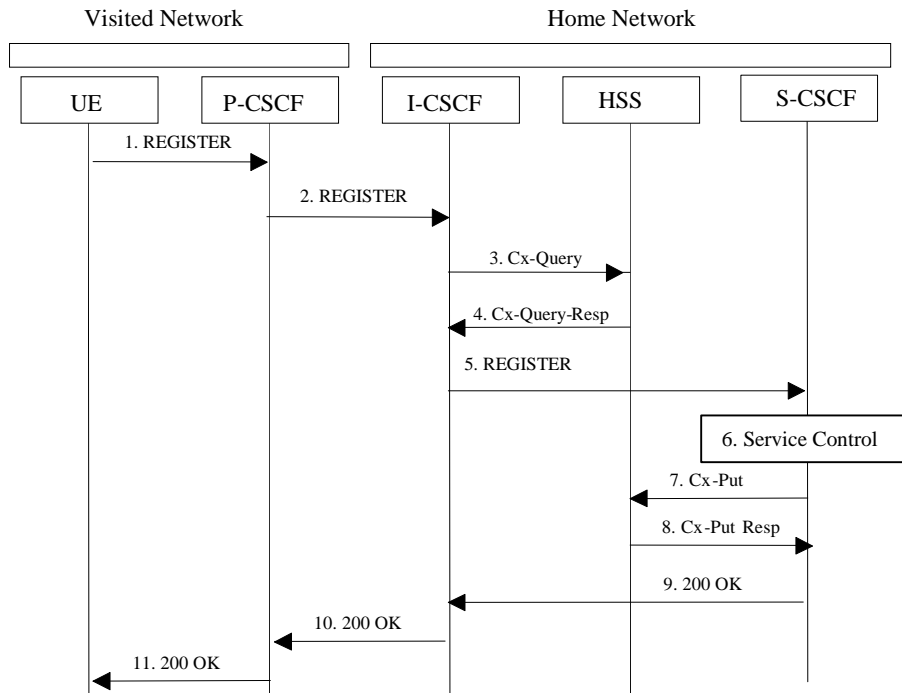 Visited Network
Home Network
UE
P-CSCF
I-CSCF
HSS
S-CSCF
1. REGISTER
2. REGISTER
3. Cx-Query
4. Cx-Query-Resp
5. REGISTER
6. Service Control
7. Cx-Put
8. Cx-Put Resp
9. 200 OK
10. 200 OK
11. 200 OK